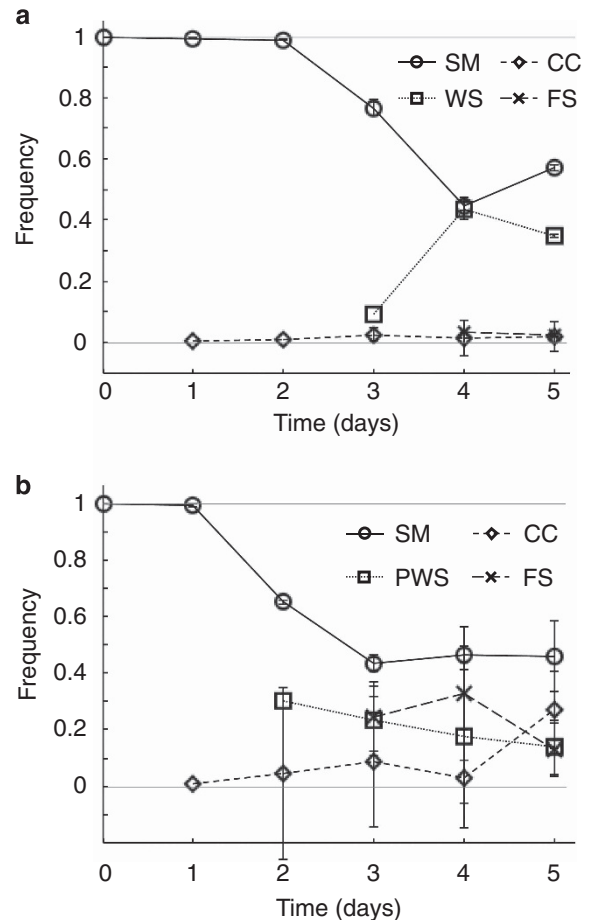 a
1
0.8
0.6
0.4
0.2
0
Frequency
SM CC
WS FS
0 1 2 3 4 5
Time (days)
b
1
0.8
0.6
0.4
0.2
0
Frequency
SM CC
PWS FS
0 1 2 3 4 5
Time (days)